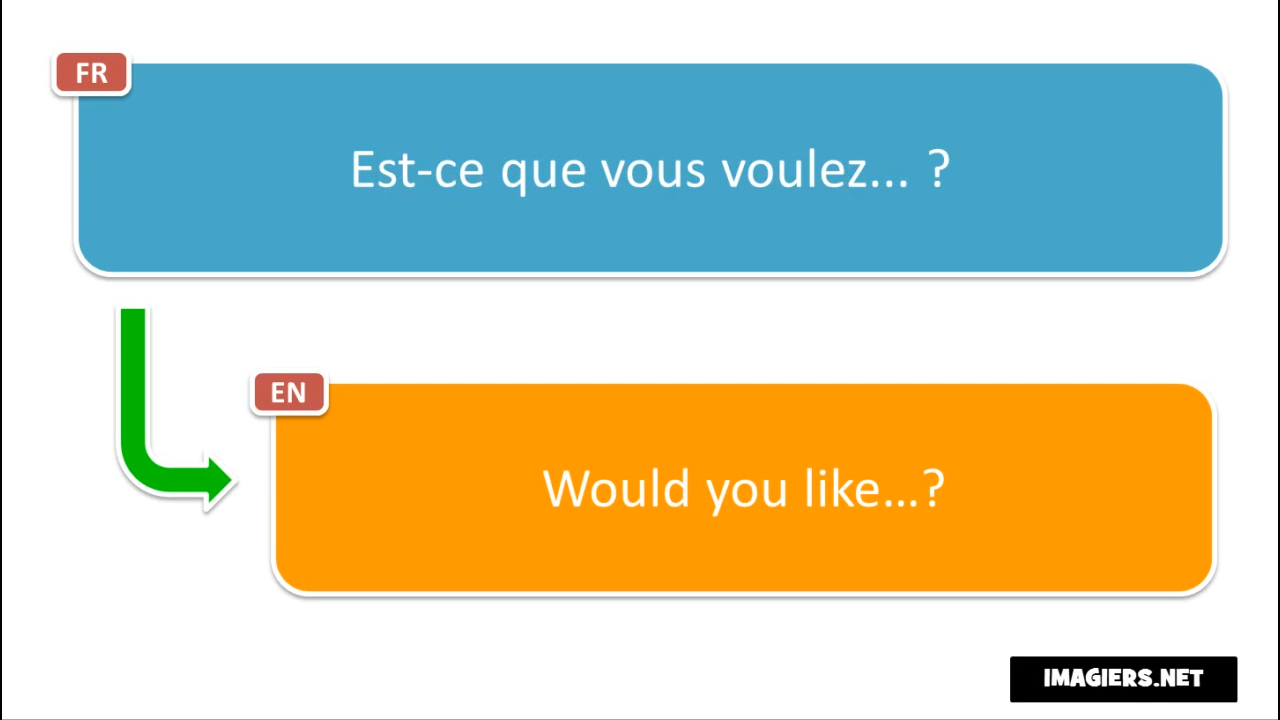 FR
Est-ce que vous voulez... ?
EN
Would you like...?
IMAGIERS.NET